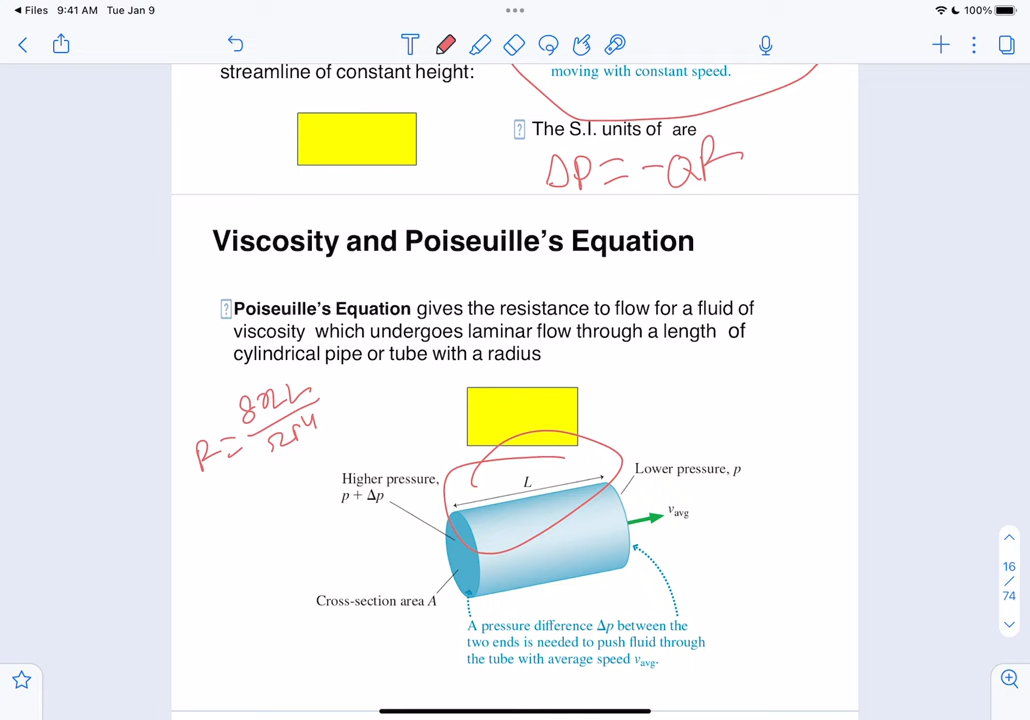 Files 9:41 AM Tue Jan 9
100%
streamline of constant height:
moving with constant speed.
The S.I. units of are
ΔP = -QR
Viscosity and Poiseuille's Equation
Poiseuille's Equation gives the resistance to flow for a fluid of
viscosity which undergoes laminar flow through a length of
cylindrical pipe or tube with a radius
Higher pressure,
p + Δp
L
Lower pressure, p
vavg
Cross-section area A
A pressure difference Δp between the
two ends is needed to push fluid through
the tube with average speed vavg.
16
/
74